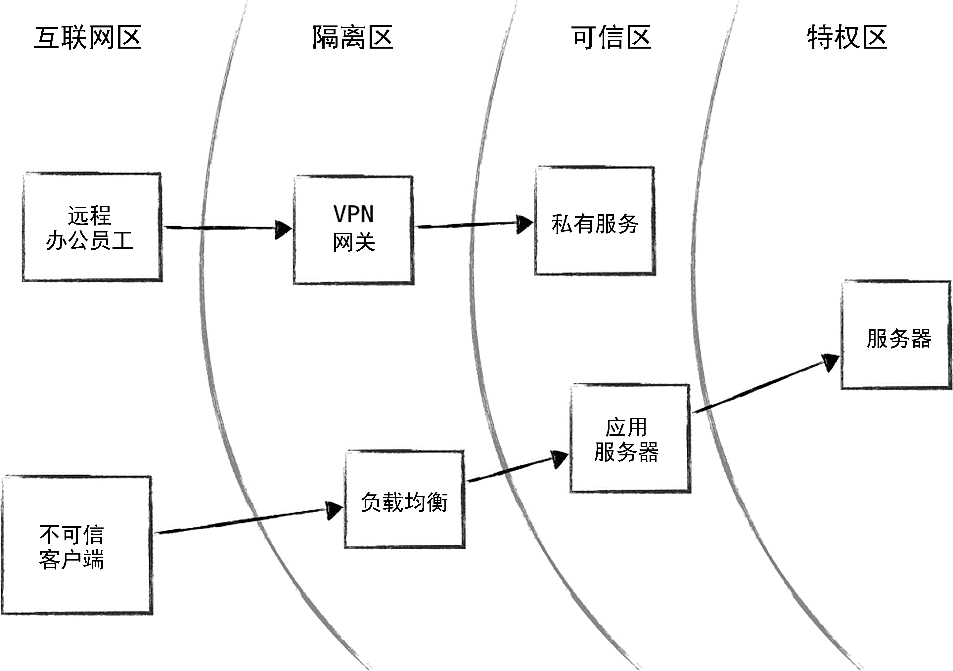 互联网区
隔离区
可信区
特权区
远程
办公员工
VPN
网关
私有服务
服务器
应用
服务器
负载均衡
不可信
客户端